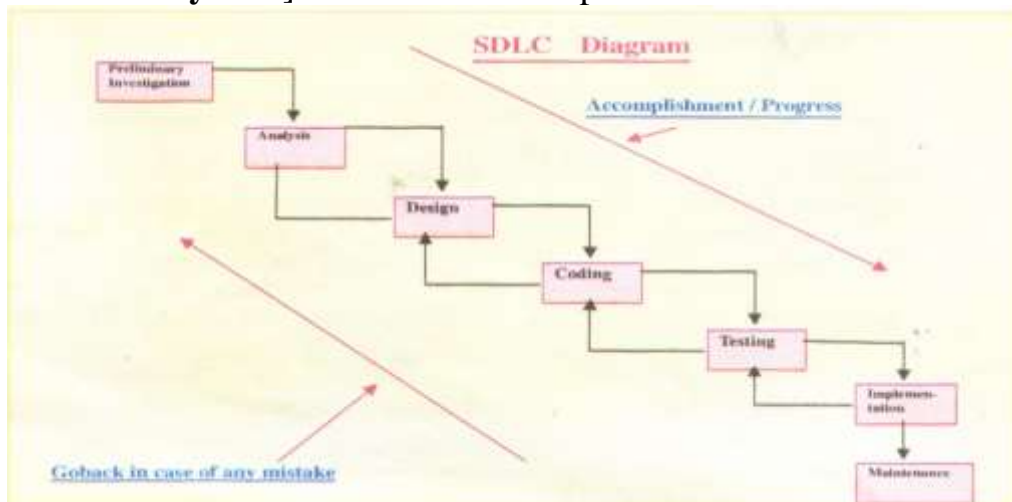 SDLC Diagram
Preliminary
Investigation
Accomplishment / Progress
Analysis
Design
Coding
Testing
Implemen-
tation
Goback in case of any mistake
Maintenance